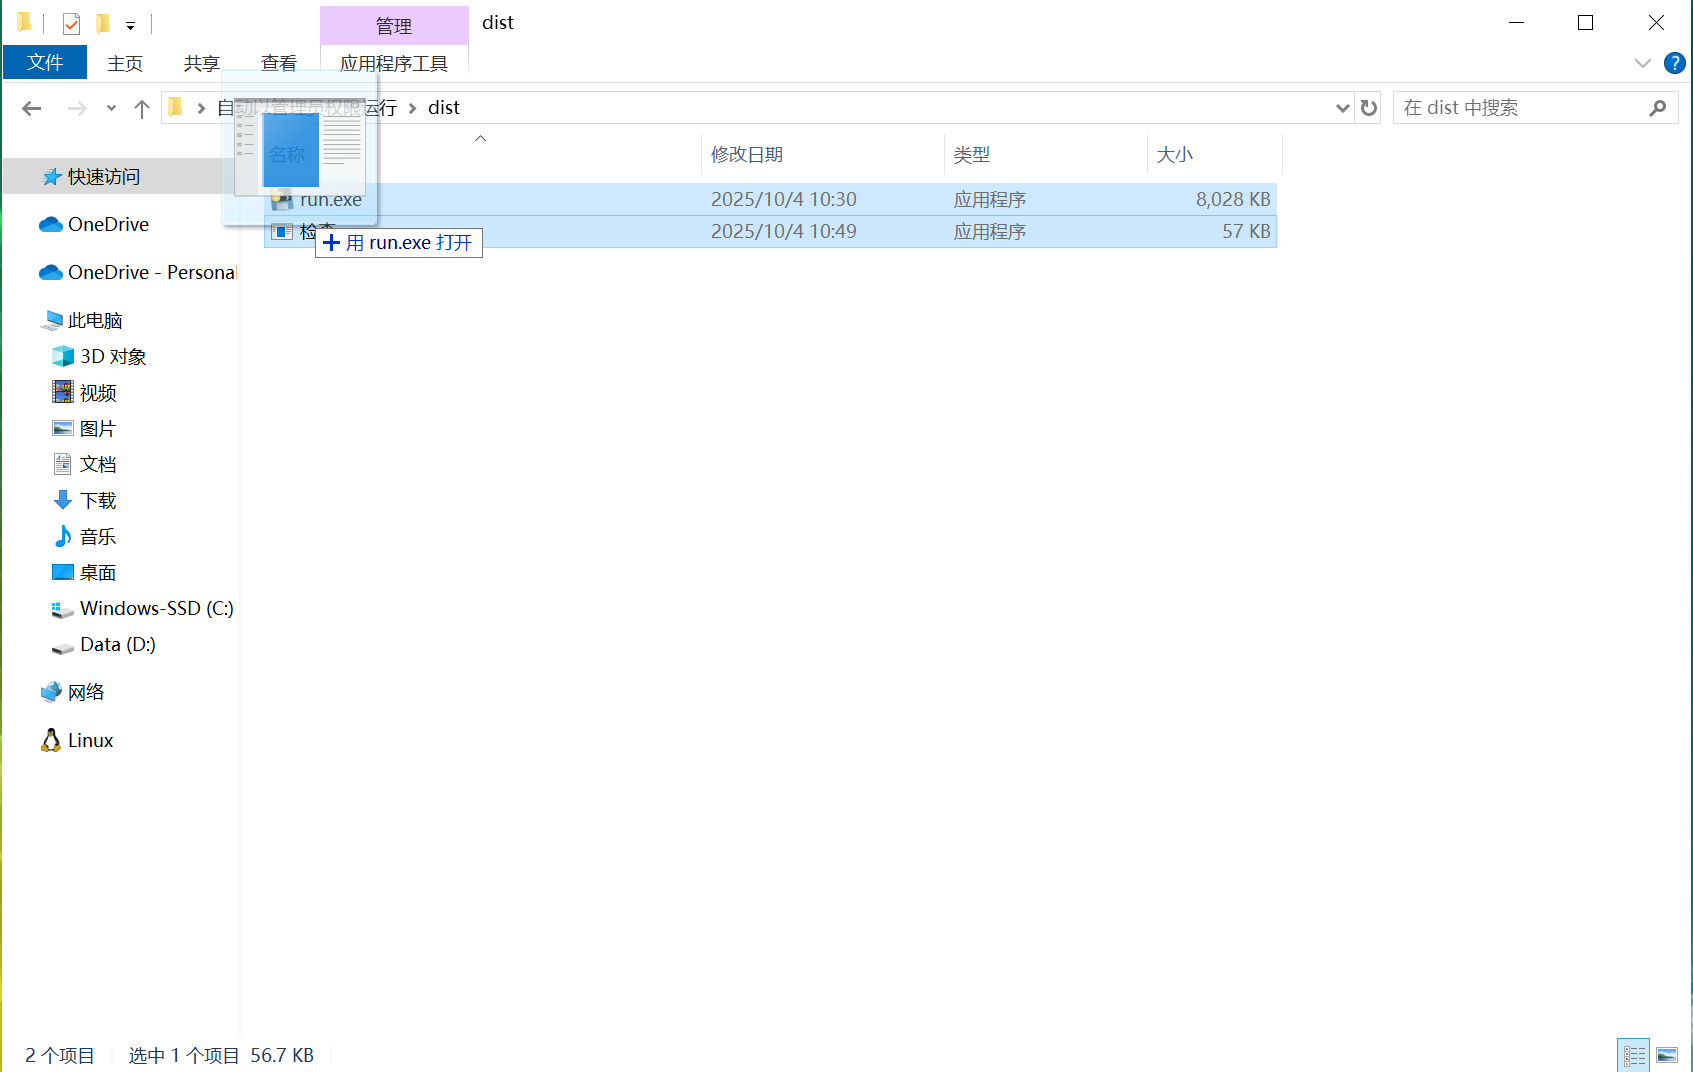 管理
dist
文件
主页
共享
查看
应用程序工具
自动以管理员权限运行 > dist
在 dist 中搜索
名称
修改日期
类型
大小
run.exe
2025/10/4 10:30
应用程序
8,028 KB
检查
2025/10/4 10:49
应用程序
57 KB
用 run.exe 打开
快速访问
OneDrive
OneDrive - Personal
此电脑
3D 对象
视频
图片
文档
下载
音乐
桌面
Windows-SSD (C:)
Data (D:)
网络
Linux
2 个项目
选中 1 个项目 56.7 KB